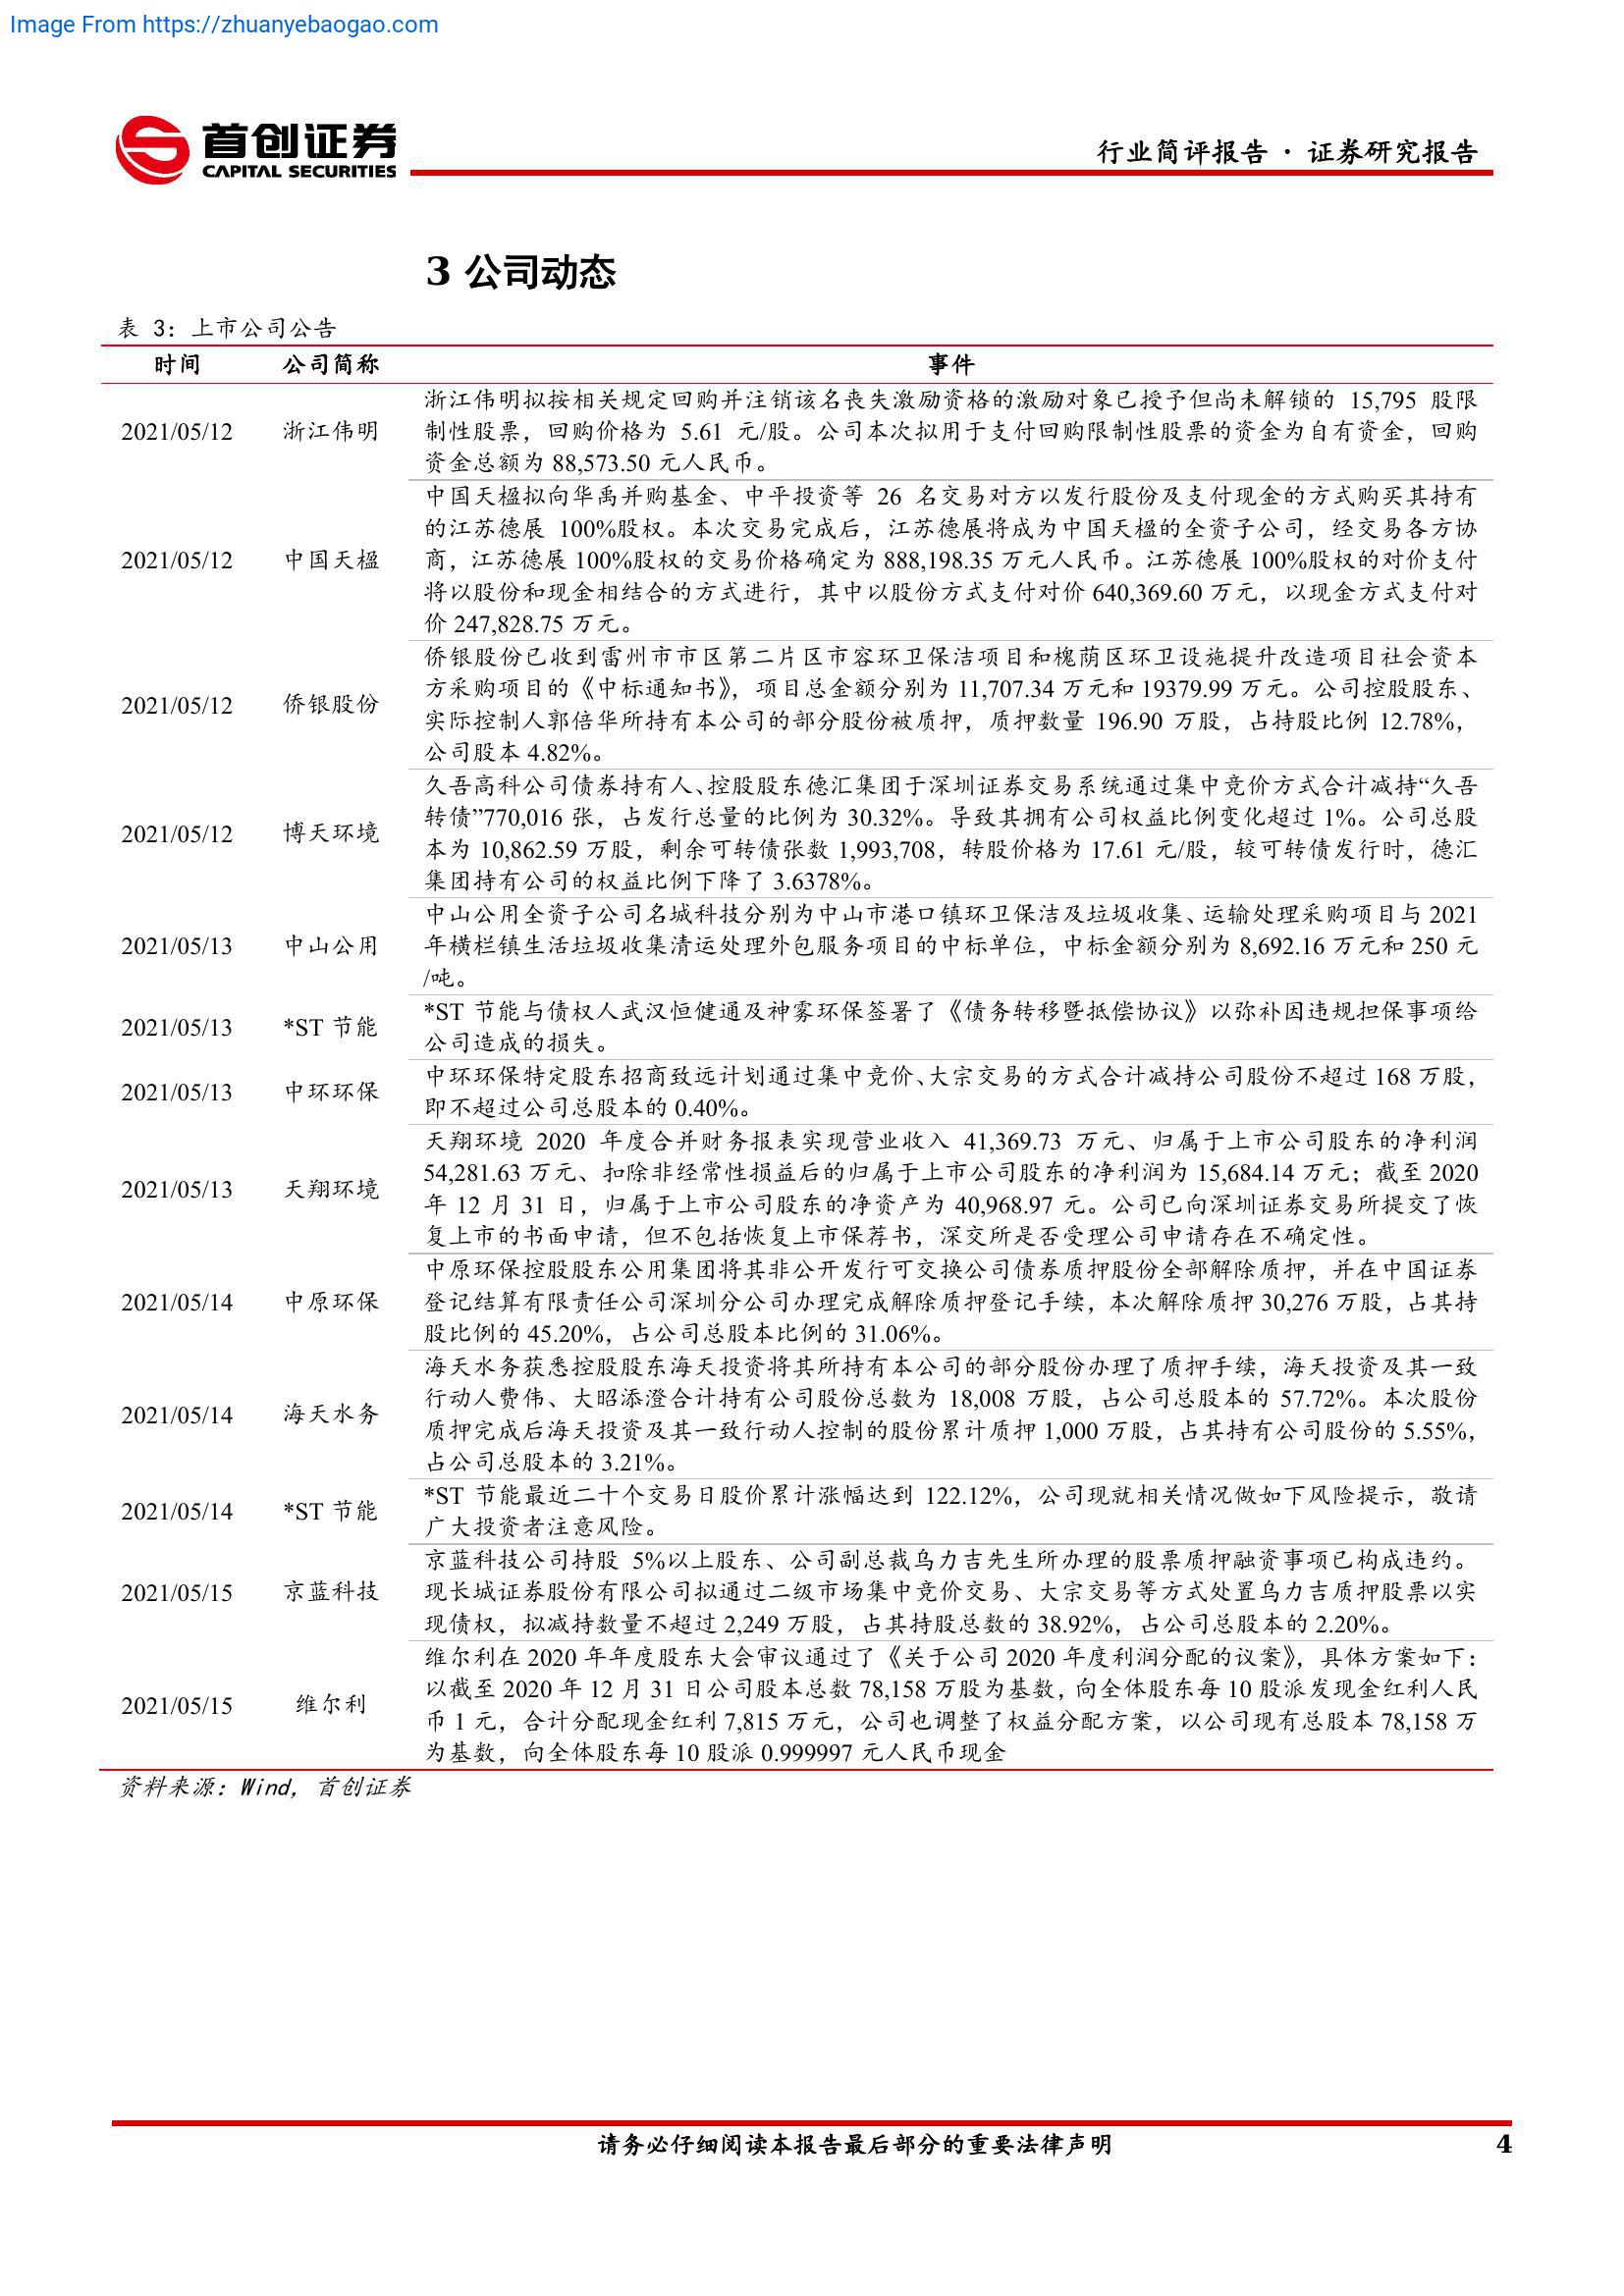 Image From https://zhuanyebaogao.com
首创证券
CAPITAL SECURITIES
行业简评报告 · 证券研究报告
3 公司动态
表 3：上市公司公告
时间 公司简称 事件
2021/05/12 浙江伟明
浙江伟明拟按相关规定回购并注销该名丧失激励资格的激励对象已授予但尚未解锁的 15,795 股限
制性股票，回购价格为 5.61 元/股。公司本次拟用于支付回购限制性股票的资金为自有资金，回购
资金总额为 88,573.50 元人民币。
2021/05/12 中国天楹
中国天楹拟向华禹并购基金、中平投资等 26 名交易对方以发行股份及支付现金的方式购买其持有
的江苏德展 100%股权。本次交易完成后，江苏德展将成为中国天楹的全资子公司，经交易各方协
商，江苏德展 100%股权的交易价格确定为 888,198.35 万元人民币。江苏德展 100%股权的对价支付
将以股份和现金相结合的方式进行，其中以股份方式支付对价 640,369.60 万元，以现金方式支付对
价 247,828.75 万元。
2021/05/12 侨银股份
侨银股份已收到雷州市市区第二片区市容环卫保洁项目和槐荫区环卫设施提升改造项目社会资本
方采购项目的《中标通知书》，项目总金额分别为 11,707.34 万元和 19379.99 万元。公司控股股东、
实际控制人郭倍华所持有本公司的部分股份被质押，质押数量 196.90 万股，占持股比例 12.78%，
公司股本 4.82%。
2021/05/12 博天环境
久吾高科公司债券持有人、控股股东德汇集团于深圳证券交易系统通过集中竞价方式合计减持“久吾
转债”770,016 张，占发行总量的比例为 30.32%。导致其拥有公司权益比例变化超过 1%。公司总股
本为 10,862.59 万股，剩余可转债张数 1,993,708，转股价格为 17.61 元/股，较可转债发行时，德汇
集团持有公司的权益比例下降了 3.6378%。
2021/05/13 中山公用
中山公用全资子公司名城科技分别为中山市港口镇环卫保洁及垃圾收集、运输处理采购项目与 2021
年横栏镇生活垃圾收集清运处理外包服务项目的中标单位，中标金额分别为 8,692.16 万元和 250 元
/吨。
2021/05/13 *ST 节能
*ST 节能与债权人武汉恒健通及神雾环保签署了《债务转移暨抵偿协议》以弥补因违规担保事项给
公司造成的损失。
2021/05/13 中环环保
中环环保特定股东招商致远计划通过集中竞价、大宗交易的方式合计减持公司股份不超过 168 万股，
即不超过公司总股本的 0.40%。
2021/05/13 天翔环境
天翔环境 2020 年度合并财务报表实现营业收入 41,369.73 万元、归属于上市公司股东的净利润
54,281.63 万元、扣除非经常性损益后的归属于上市公司股东的净利润为 15,684.14 万元；截至 2020
年 12 月 31 日，归属于上市公司股东的净资产为 40,968.97 元。公司已向深圳证券交易所提交了恢
复上市的书面申请，但不包括恢复上市保荐书，深交所是否受理公司申请存在不确定性。
2021/05/14 中原环保
中原环保控股股东公用集团将其非公开发行可交换公司债券质押股份全部解除质押，并在中国证券
登记结算有限责任公司深圳分公司办理完成解除质押登记手续，本次解除质押 30,276 万股，占其持
股比例的 45.20%，占公司总股本比例的 31.06%。
2021/05/14 海天水务
海天水务获悉控股股东海天投资将其所持有本公司的部分股份办理了质押手续，海天投资及其一致
行动人费伟、大昭添澄合计持有公司股份总数为 18,008 万股，占公司总股本的 57.72%。本次股份
质押完成后海天投资及其一致行动人控制的股份累计质押 1,000 万股，占其持有公司股份的 5.55%，
占公司总股本的 3.21%。
2021/05/14 *ST 节能
*ST 节能最近二十个交易日股价累计涨幅达到 122.12%，公司现就相关情况做如下风险提示，敬请
广大投资者注意风险。
2021/05/15 京蓝科技
京蓝科技公司持股 5%以上股东、公司副总裁乌力吉先生所办理的股票质押融资事项已构成违约。
现长城证券股份有限公司拟通过二级市场集中竞价交易、大宗交易等方式处置乌力吉质押股票以实
现债权，拟减持数量不超过 2,249 万股，占其持股总数的 38.92%，占公司总股本的 2.20%。
2021/05/15 维尔利
维尔利在 2020 年年度股东大会审议通过了《关于公司 2020 年度利润分配的议案》，具体方案如下：
以截至 2020 年 12 月 31 日公司股本总数 78,158 万股为基数，向全体股东每 10 股派发现金红利人民
币 1 元，合计分配现金红利 7,815 万元，公司也调整了权益分配方案，以公司现有总股本 78,158 万
为基数，向全体股东每 10 股派 0.999997 元人民币现金
资料来源：Wind，首创证券
请务必仔细阅读本报告最后部分的重要法律声明 4